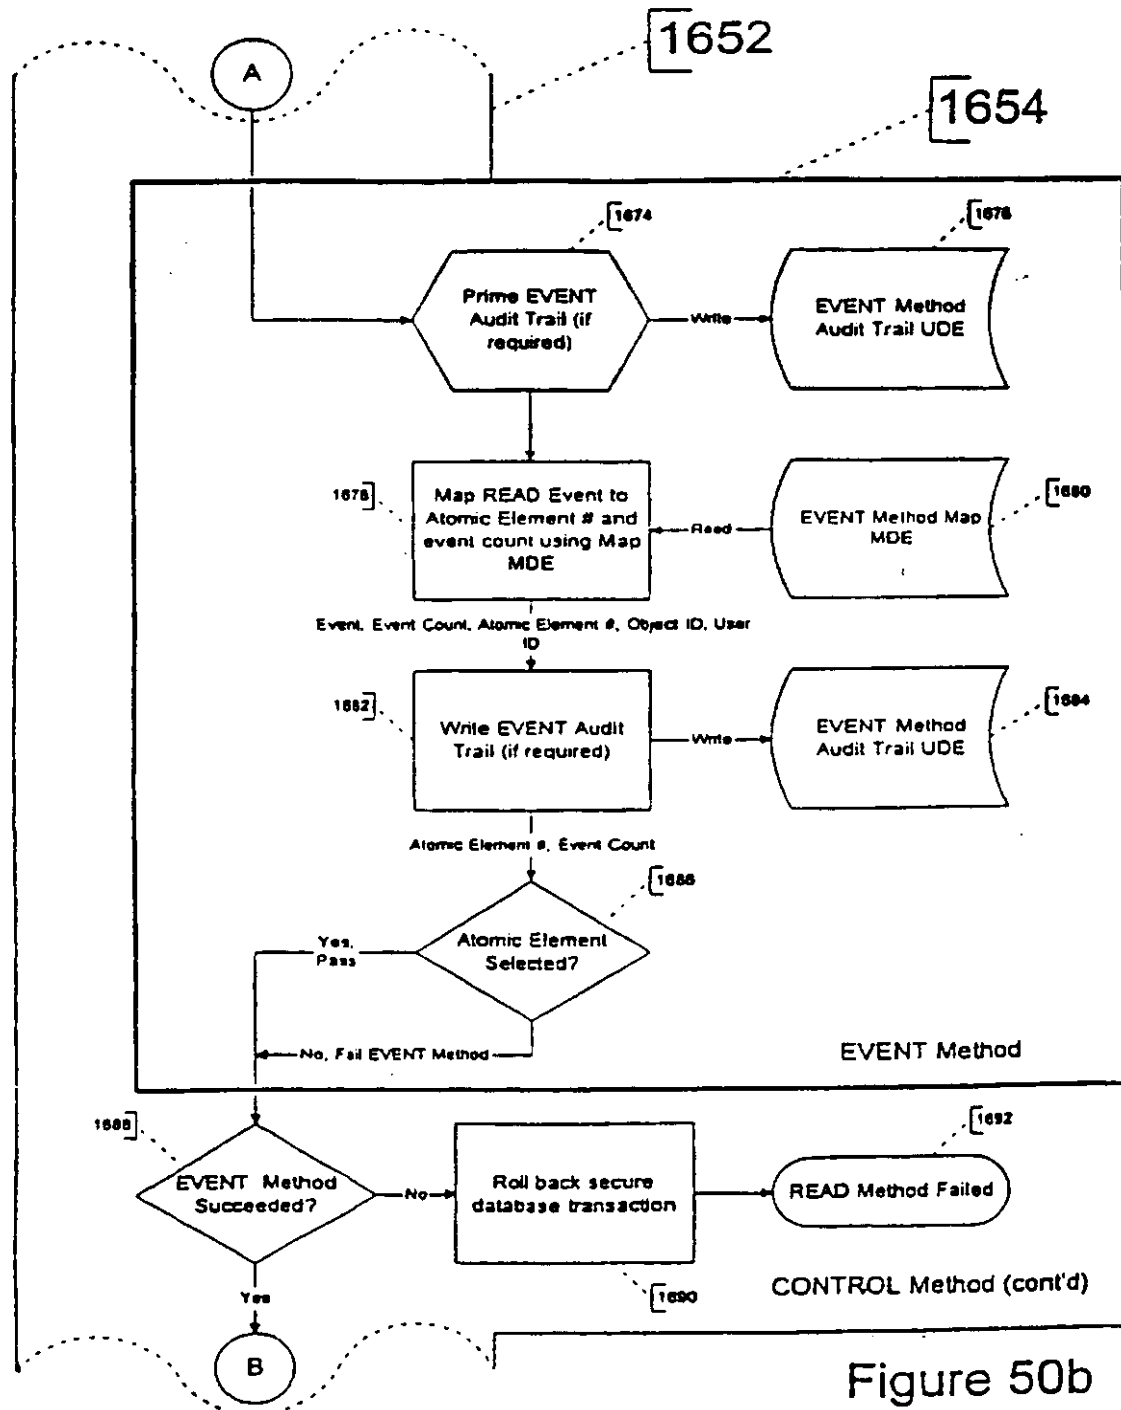 1652
A
1654
1674
1676
Prime EVENT
Audit Trail (if
required)
Write
EVENT Method
Audit Trail UDE
1678
Map READ Event to
Atomic Element # and
event count using Map
MDE
Read
EVENT Method Map
MDE
1680
Event, Event Count, Atomic Element #, Object ID, User
ID
1682
Write EVENT Audit
Trail (if required)
Write
EVENT Method
Audit Trail UDE
1684
Atomic Element #, Event Count
1686
Yes,
Pass
Atomic Element
Selected?
No, Fail EVENT Method
EVENT Method
1688
EVENT Method
Succeeded?
No
Roll back secure
database transaction
1692
READ Method Failed
1690
CONTROL Method (cont'd)
Yes
B
Figure 50b